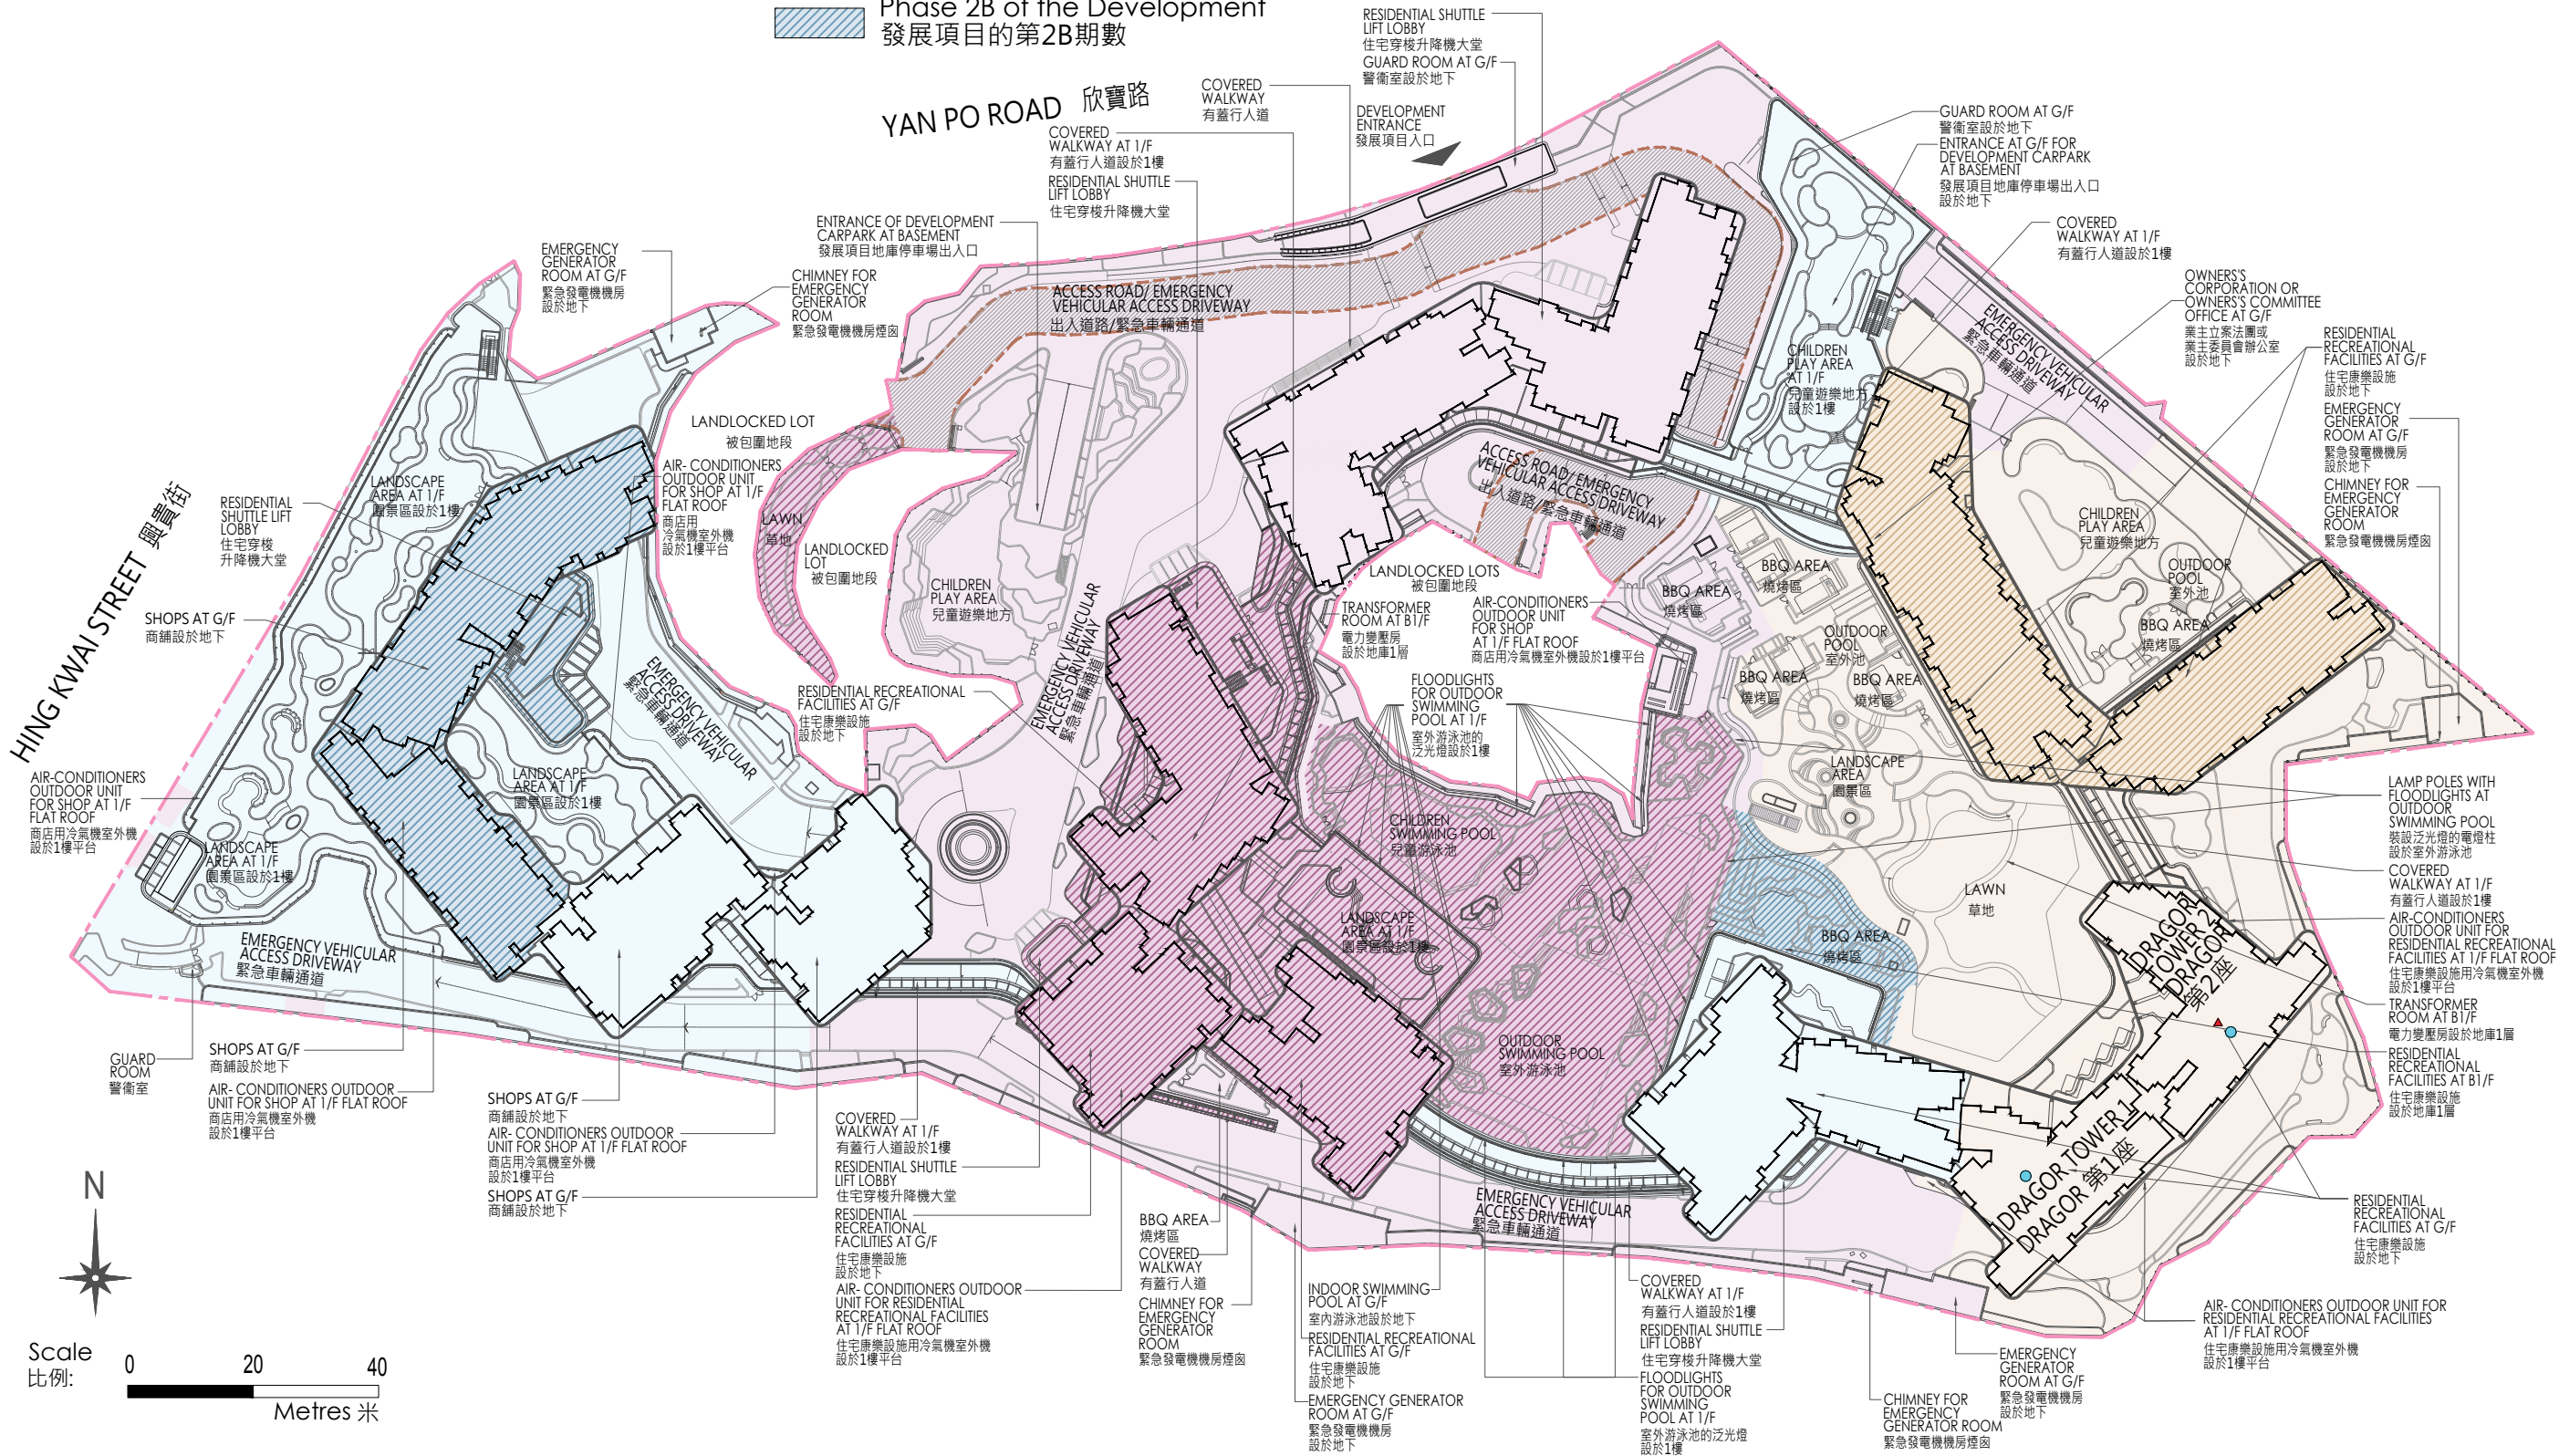 Phase 2B of the Development
發展項目的第2B期數
YAN PO ROAD 欣寶路
HING KWAI STREET 興貴街
RESIDENTIAL SHUTTLE
LIFT LOBBY
住宅穿梭升降機大堂
GUARD ROOM AT G/F
警衞室設於地下
COVERED
WALKWAY
有蓋行人道
DEVELOPMENT
ENTRANCE
發展項目入口
COVERED
WALKWAY AT 1/F
有蓋行人道設於1樓
RESIDENTIAL SHUTTLE
LIFT LOBBY
住宅穿梭升降機大堂
ENTRANCE OF DEVELOPMENT
CARPARK AT BASEMENT
發展項目地庫停車場出入口
EMERGENCY
GENERATOR
ROOM AT G/F
緊急發電機機房
設於地下
CHIMNEY FOR
EMERGENCY
GENERATOR
ROOM
緊急發電機機房煙囪
GUARD ROOM AT G/F
警衞室設於地下
ENTRANCE AT G/F FOR
DEVELOPMENT CARPARK
AT BASEMENT
發展項目地庫停車場出入口
設於地下
COVERED
WALKWAY AT 1/F
有蓋行人道設於1樓
OWNERS'S
CORPORATION OR
OWNERS'S COMMITTEE
OFFICE AT G/F
業主立案法團或
業主委員會辦公室
設於地下
RESIDENTIAL
RECREATIONAL
FACILITIES AT G/F
住宅康樂設施
設於地下
EMERGENCY
GENERATOR
ROOM AT G/F
緊急發電機機房
設於地下
CHIMNEY FOR
EMERGENCY
GENERATOR
ROOM
緊急發電機機房煙囪
ACCESS ROAD/ EMERGENCY
VEHICULAR ACCESS DRIVEWAY
出入道路/緊急車輛通道
EMERGENCY VEHICULAR
ACCESS DRIVEWAY
緊急車輛通道
CHILDREN
PLAY AREA
AT 1/F
兒童遊樂地方
設於1樓
LANDLOCKED LOT
被包圍地段
AIR- CONDITIONERS
OUTDOOR UNIT
FOR SHOP AT 1/F
FLAT ROOF
商店用
冷氣機室外機
設於1樓平台
LANDSCAPE
AREA AT 1/F
園景區設於1樓
RESIDENTIAL
SHUTTLE LIFT
LOBBY
住宅穿梭
升降機大堂
SHOPS AT G/F
商舖設於地下
LAWN
草地
LANDLOCKED
LOT
被包圍地段
CHILDREN
PLAY AREA
兒童遊樂地方
ACCESS ROAD/EMERGENCY
VEHICULAR ACCESS DRIVEWAY
出入道路/緊急車輛通道
LANDLOCKED LOTS
被包圍地段
TRANSFORMER
ROOM AT B1/F
電力變壓房
設於地庫1層
AIR-CONDITIONERS
OUTDOOR UNIT
FOR SHOP
AT 1/F FLAT ROOF
商店用冷氣機室外機設於1樓平台
BBQ AREA
燒烤區
BBQ AREA
燒烤區
CHILDREN
PLAY AREA
兒童遊樂地方
OUTDOOR
POOL
室外池
BBQ AREA
燒烤區
OUTDOOR
POOL
室外池
BBQ AREA
燒烤區
BBQ AREA
燒烤區
EMERGENCY VEHICULAR
ACCESS DRIVEWAY
緊急車輛通道
EMERGENCY VEHICULAR
ACCESS DRIVEWAY
緊急車輛通道
RESIDENTIAL RECREATIONAL
FACILITIES AT G/F
住宅康樂設施
設於地下
FLOODLIGHTS
FOR OUTDOOR
SWIMMING
POOL AT 1/F
室外游泳池的
泛光燈設於1樓
AIR-CONDITIONERS
OUTDOOR UNIT
FOR SHOP AT 1/F
FLAT ROOF
商店用冷氣機室外機
設於1樓平台
LANDSCAPE
AREA AT 1/F
園景區設於1樓
LANDSCAPE
AREA AT 1/F
園景區設於1樓
LANDSCAPE
AREA
園景區
CHILDREN
SWIMMING POOL
兒童游泳池
LAMP POLES WITH
FLOODLIGHTS AT
OUTDOOR
SWIMMING POOL
裝設泛光燈的電燈柱
設於室外游泳池
COVERED
WALKWAY AT 1/F
有蓋行人道設於1樓
AIR-CONDITIONERS
OUTDOOR UNIT FOR
RESIDENTIAL RECREATIONAL
FACILITIES AT 1/F FLAT ROOF
住宅康樂設施用冷氣機室外機
設於1樓平台
TRANSFORMER
ROOM AT B1/F
電力變壓房設於地庫1層
RESIDENTIAL
RECREATIONAL
FACILITIES AT B1/F
住宅康樂設施
設於地庫1層
LAWN
草地
LANDSCAPE
AREA AT 1/F
園景區設於1樓
BBQ AREA
燒烤區
DRAGOR
TOWER 2
DRAGOR
第2座
EMERGENCY VEHICULAR
ACCESS DRIVEWAY
緊急車輛通道
OUTDOOR
SWIMMING POOL
室外游泳池
DRAGOR TOWER 1
DRAGOR 第1座
GUARD
ROOM
警衞室
SHOPS AT G/F
商舖設於地下
AIR- CONDITIONERS OUTDOOR
UNIT FOR SHOP AT 1/F FLAT ROOF
商店用冷氣機室外機
設於1樓平台
SHOPS AT G/F
商舖設於地下
AIR- CONDITIONERS OUTDOOR
UNIT FOR SHOP AT 1/F FLAT ROOF
商店用冷氣機室外機
設於1樓平台
SHOPS AT G/F
商舖設於地下
COVERED
WALKWAY AT 1/F
有蓋行人道設於1樓
RESIDENTIAL SHUTTLE
LIFT LOBBY
住宅穿梭升降機大堂
RESIDENTIAL
RECREATIONAL
FACILITIES AT G/F
住宅康樂設施
設於地下
AIR- CONDITIONERS OUTDOOR
UNIT FOR RESIDENTIAL
RECREATIONAL FACILITIES
AT 1/F FLAT ROOF
住宅康樂設施用冷氣機室外機
設於1樓平台
BBQ AREA
燒烤區
COVERED
WALKWAY
有蓋行人道
CHIMNEY FOR
EMERGENCY
GENERATOR
ROOM
緊急發電機機房煙囪
EMERGENCY VEHICULAR
ACCESS DRIVEWAY
緊急車輛通道
INDOOR SWIMMING
POOL AT G/F
室內游泳池設於地下
RESIDENTIAL RECREATIONAL
FACILITIES AT G/F
住宅康樂設施
設於地下
EMERGENCY GENERATOR
ROOM AT G/F
緊急發電機機房
設於地下
COVERED
WALKWAY AT 1/F
有蓋行人道設於1樓
RESIDENTIAL SHUTTLE
LIFT LOBBY
住宅穿梭升降機大堂
FLOODLIGHTS
FOR OUTDOOR
SWIMMING
POOL AT 1/F
室外游泳池的泛光燈
設於1樓
RESIDENTIAL
RECREATIONAL
FACILITIES AT G/F
住宅康樂設施
設於地下
AIR- CONDITIONERS OUTDOOR UNIT FOR
RESIDENTIAL RECREATIONAL FACILITIES
AT 1/F FLAT ROOF
住宅康樂設施用冷氣機室外機
設於1樓平台
EMERGENCY
GENERATOR
ROOM AT G/F
緊急發電機機房
設於地下
CHIMNEY FOR
EMERGENCY
GENERATOR ROOM
緊急發電機機房煙囪
N
Scale
比例:
0 20 40
Metres 米